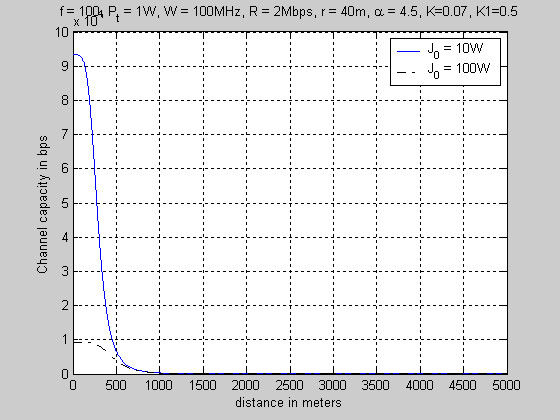 f = 100, P_t = 1W, W = 100MHz, R = 2Mbps, r = 40m, α = 4.5, K=0.07, K1=0.5
x 10^4
J_0 = 10W
J_0 = 100W
10
9
8
7
6
5
4
3
2
1
0
Channel capacity in bps
0 500 1000 1500 2000 2500 3000 3500 4000 4500 5000
distance in meters